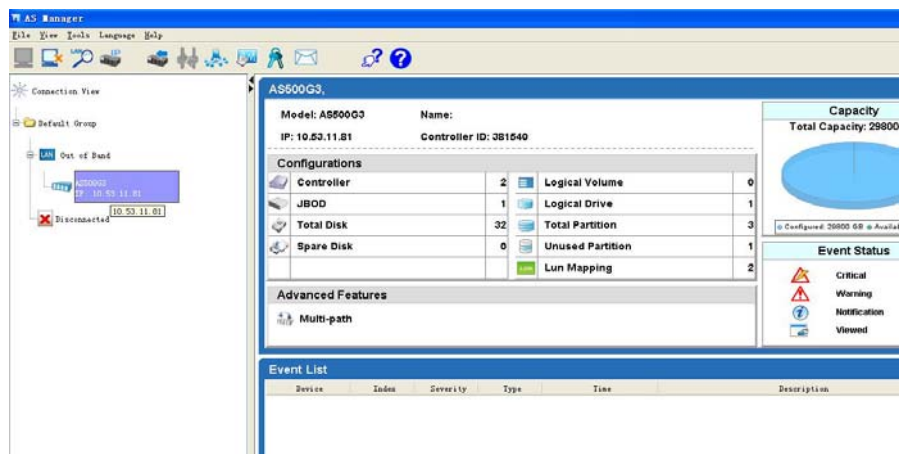 AS Manager
File View Tools Language Help
Connection View
Default Group
LAN Out of Band
AS500G3
IP: 10.53.11.81
10.53.11.81
Disconnected
AS500G3,
Model: AS500G3 Name:
IP: 10.53.11.81 Controller ID: 381540
Configurations
Controller 2 Logical Volume 0
JBOD 1 Logical Drive 1
Total Disk 32 Total Partition 3
Spare Disk 0 Unused Partition 1
Lun Mapping 2
Advanced Features
Multi-path
Capacity
Total Capacity: 29800
Configured: 29800 GB Availa
Event Status
Critical
Warning
Notification
Viewed
Event List
Device Index Severity Type Time Description